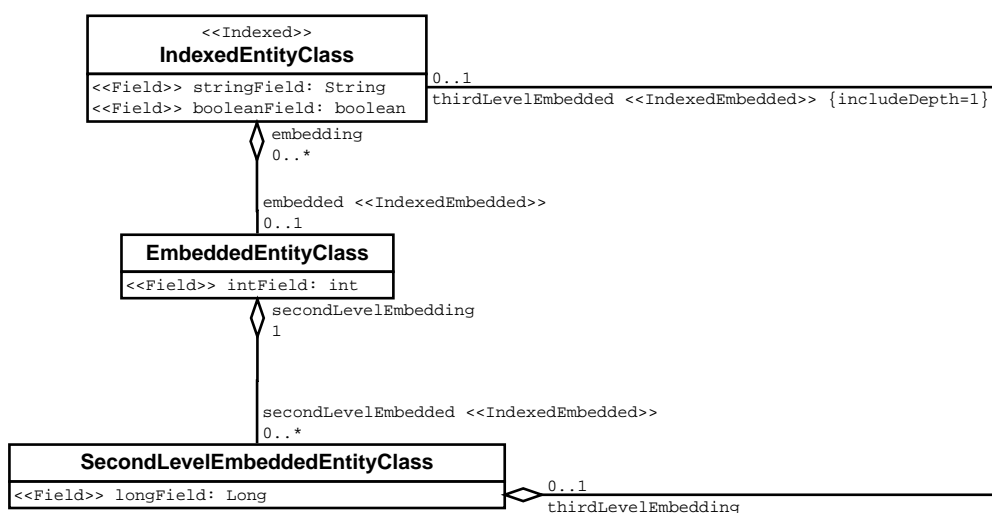 <<Indexed>>
IndexedEntityClass
<<Field>> stringField: String
<<Field>> booleanField: boolean
0..1
thirdLevelEmbedded <<IndexedEmbedded>> {includeDepth=1}
embedding
0..*
embedded <<IndexedEmbedded>>
0..1
EmbeddedEntityClass
<<Field>> intField: int
secondLevelEmbedding
1
secondLevelEmbedded <<IndexedEmbedded>>
0..*
SecondLevelEmbeddedEntityClass
<<Field>> longField: Long
0..1
thirdLevelEmbedding